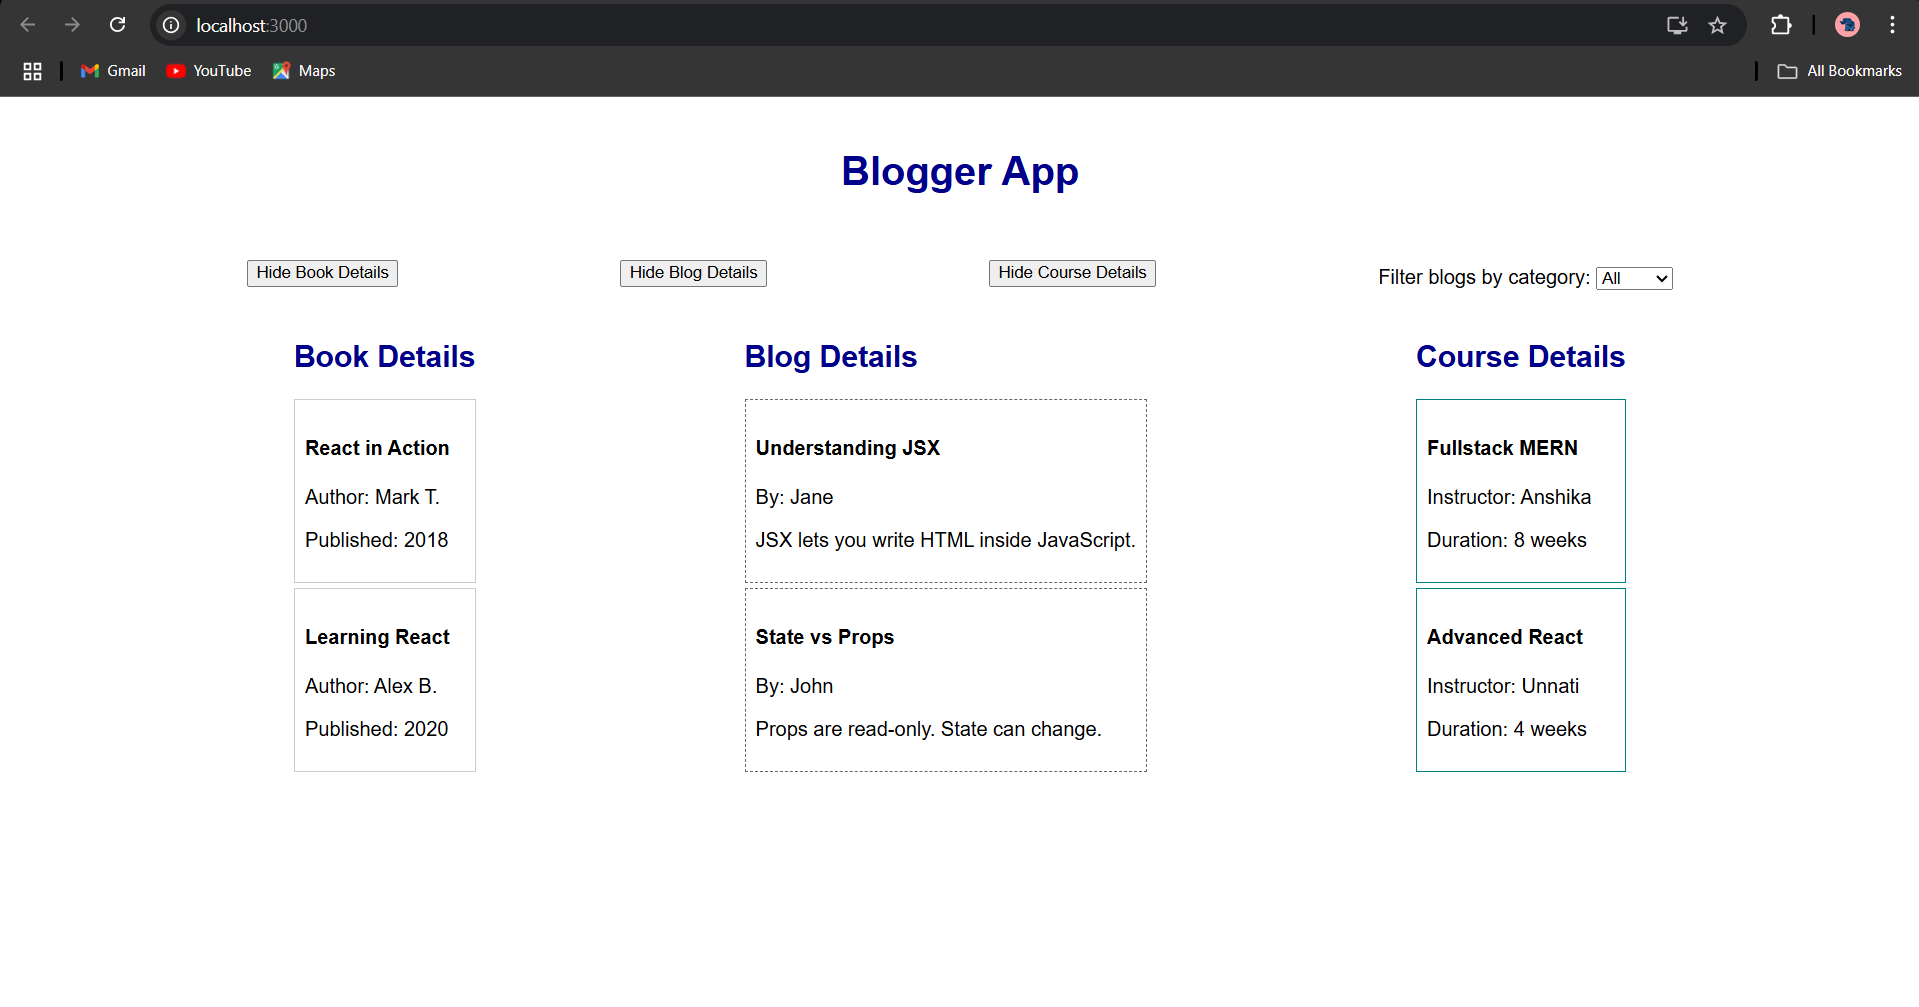 localhost:3000
Gmail YouTube Maps All Bookmarks
Blogger App
Hide Book Details Hide Blog Details Hide Course Details Filter blogs by category: All
Book Details
React in Action
Author: Mark T.
Published: 2018
Learning React
Author: Alex B.
Published: 2020
Blog Details
Understanding JSX
By: Jane
JSX lets you write HTML inside JavaScript.
State vs Props
By: John
Props are read-only. State can change.
Course Details
Fullstack MERN
Instructor: Anshika
Duration: 8 weeks
Advanced React
Instructor: Unnati
Duration: 4 weeks